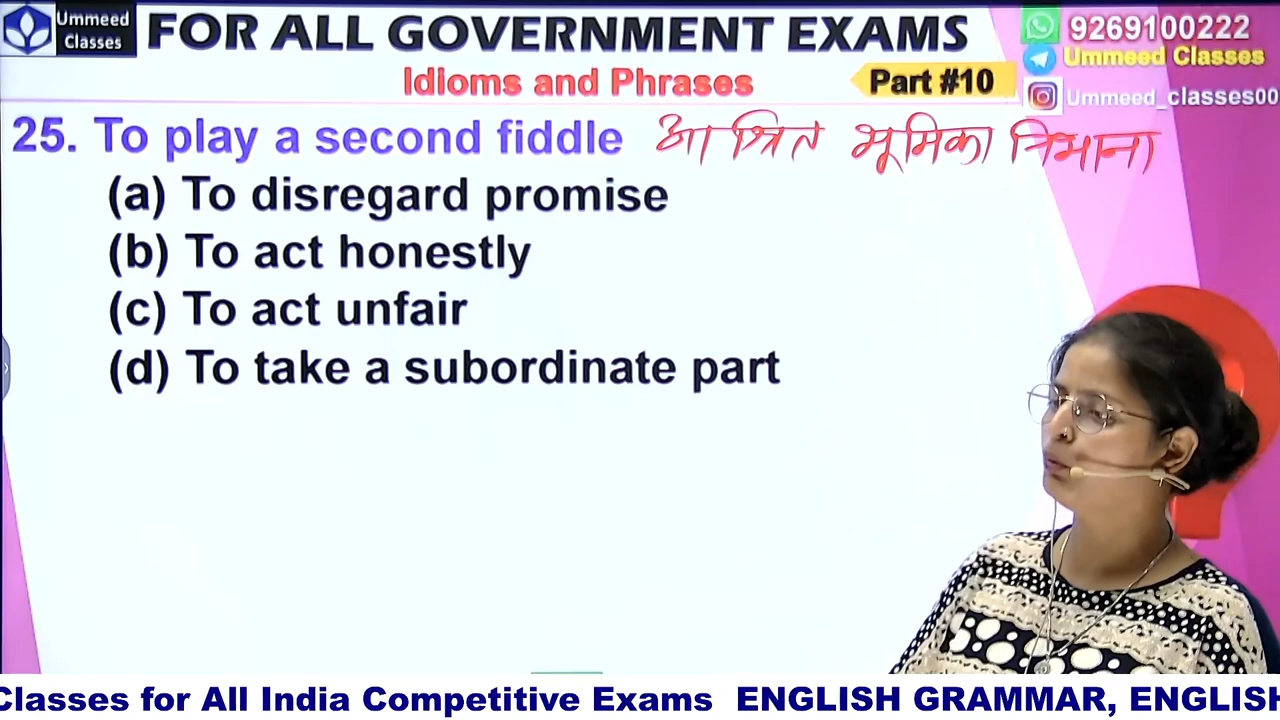 Ummeed
Classes
FOR ALL GOVERNMENT EXAMS
9269100222
Ummeed Classes
Idioms and Phrases
Part #10
Ummeed_classes00
25. To play a second fiddle आश्रित भूमिका निभाना
(a) To disregard promise
(b) To act honestly
(c) To act unfair
(d) To take a subordinate part
Classes for All India Competitive Exams ENGLISH GRAMMAR, ENGLISH